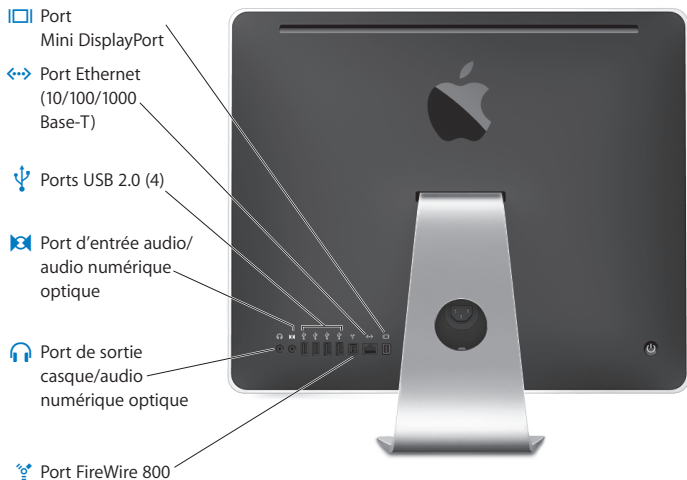 Port
Mini DisplayPort
Port Ethernet
(10/100/1000
Base-T)
Ports USB 2.0 (4)
Port d'entrée audio/
audio numérique
optique
Port de sortie
casque/audio
numérique optique
Port FireWire 800